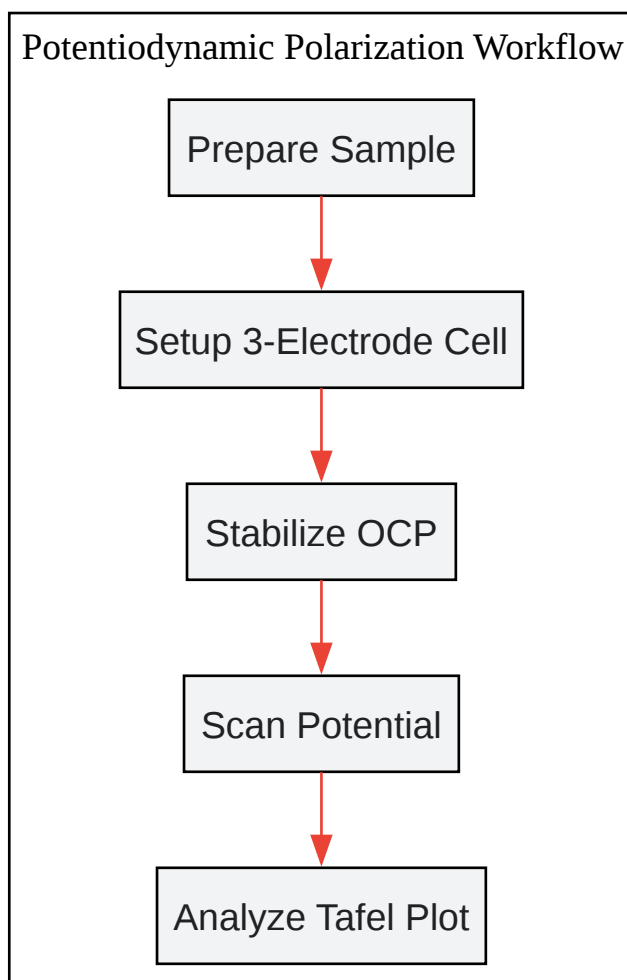 Potentiodynamic Polarization Workflow
Prepare Sample
Setup 3-Electrode Cell
Stabilize OCP
Scan Potential
Analyze Tafel Plot